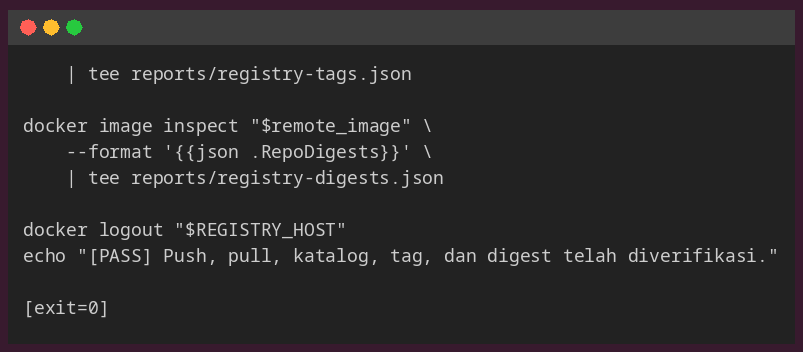 | tee reports/registry-tags.json

docker image inspect "$remote_image" \
    --format '{{json .RepoDigests}}' \
    | tee reports/registry-digests.json

docker logout "$REGISTRY_HOST"
echo "[PASS] Push, pull, katalog, tag, dan digest telah diverifikasi."

[exit=0]